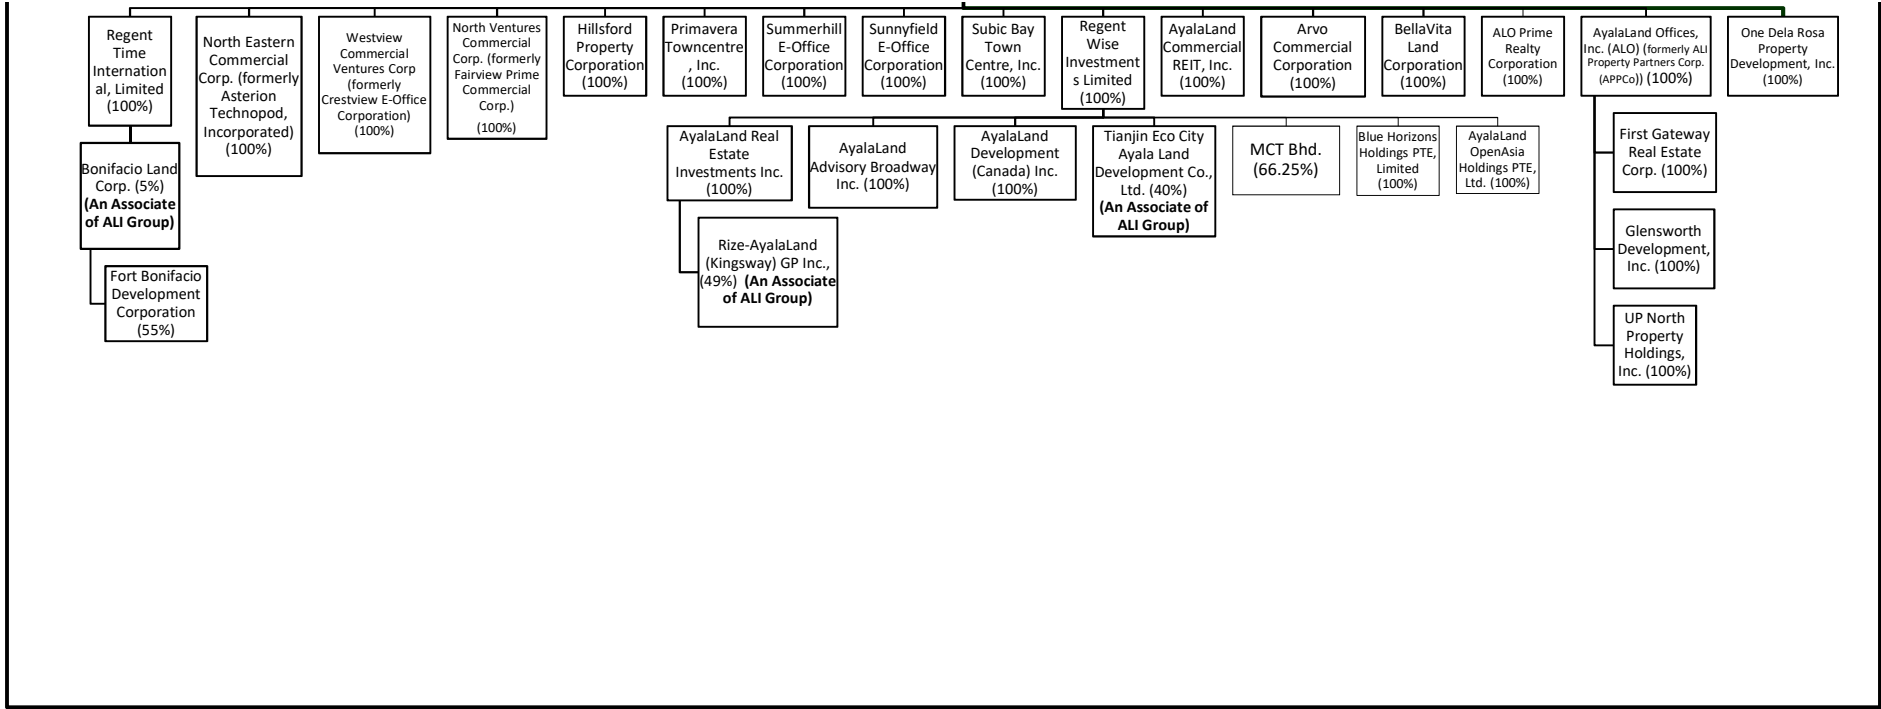 Regent
Time
Internation
al, Limited
(100%)
North Eastern
Commercial
Corp. (formerly
Asterion
Technopod,
Incorporated)
(100%)
Westview
Commercial
Ventures Corp
(formerly
Crestview E-Office
Corporation)
(100%)
North Ventures
Commercial
Corp. (formerly
Fairview Prime
Commercial
Corp.)
(100%)
Hillsford
Property
Corporation
(100%)
Primavera
Towncentre
, Inc.
(100%)
Summerhill
E-Office
Corporation
(100%)
Sunnyfield
E-Office
Corporation
(100%)
Subic Bay
Town
Centre, Inc.
(100%)
Regent
Wise
Investment
s Limited
(100%)
AyalaLand
Commercial
REIT, Inc.
(100%)
Arvo
Commercial
Corporation
(100%)
BellaVita
Land
Corporation
(100%)
ALO Prime
Realty
Corporation
(100%)
AyalaLand Offices,
Inc. (ALO) (formerly ALI
Property Partners Corp.
(APPCo)) (100%)
One Dela Rosa
Property
Development, Inc.
(100%)
Bonifacio Land
Corp. (5%)
(An Associate
of ALI Group)
Fort Bonifacio
Development
Corporation
(55%)
AyalaLand Real
Estate
Investments Inc.
(100%)
AyalaLand
Advisory Broadway
Inc. (100%)
AyalaLand
Development
(Canada) Inc.
(100%)
Tianjin Eco City
Ayala Land
Development Co.,
Ltd. (40%)
(An Associate of
ALI Group)
MCT Bhd.
(66.25%)
Blue Horizons
Holdings PTE,
Limited
(100%)
AyalaLand
OpenAsia
Holdings PTE,
Ltd. (100%)
Rize-AyalaLand
(Kingsway) GP Inc.,
(49%) (An Associate
of ALI Group)
First Gateway
Real Estate
Corp. (100%)
Glensworth
Development,
Inc. (100%)
UP North
Property
Holdings,
Inc. (100%)